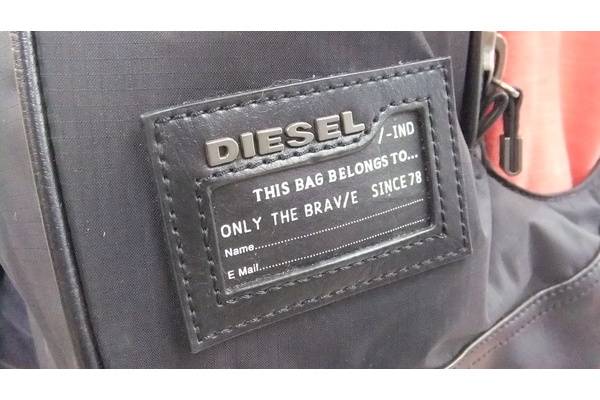 DIESEL
/-IND
THIS BAG BELONGS TO...
ONLY THE BRAV/E SINCE78
Name..............................
E Mail..............................